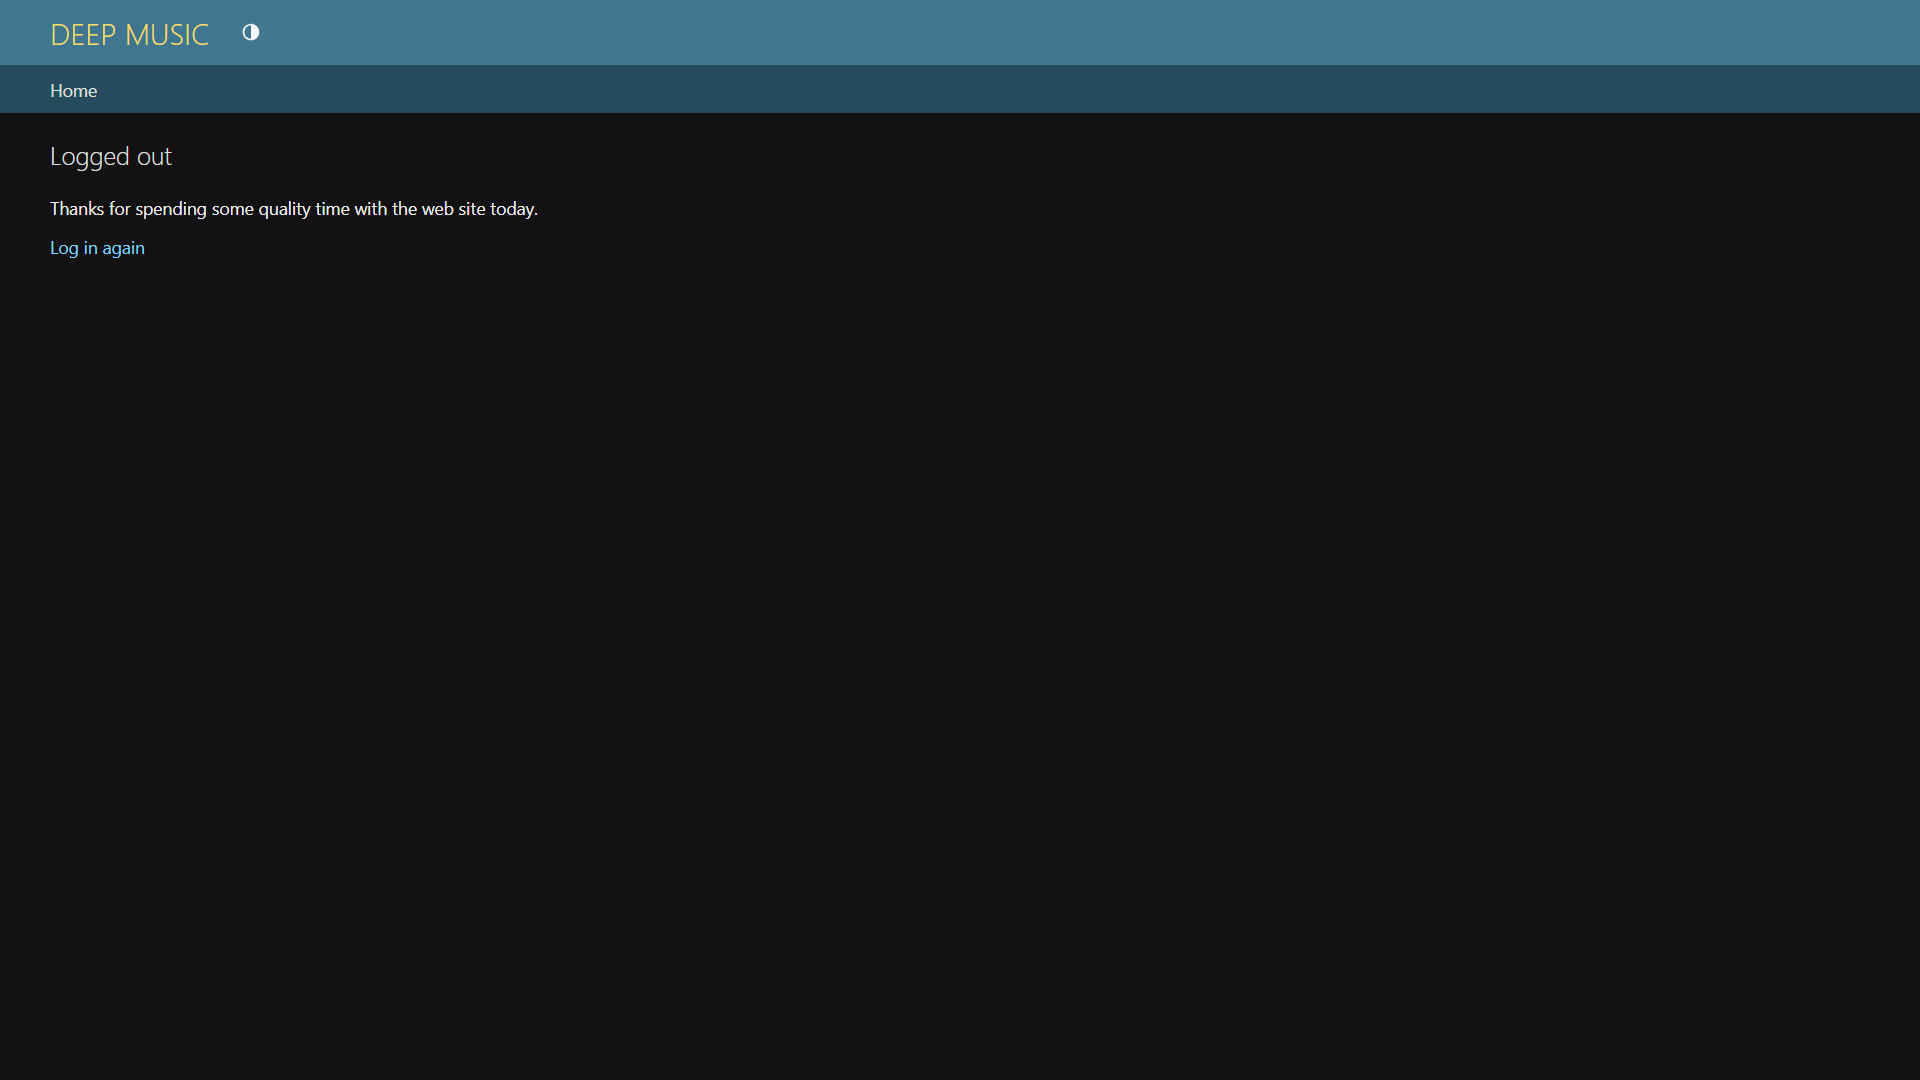 DEEP MUSIC
Home
Logged out
Thanks for spending some quality time with the web site today.
Log in again